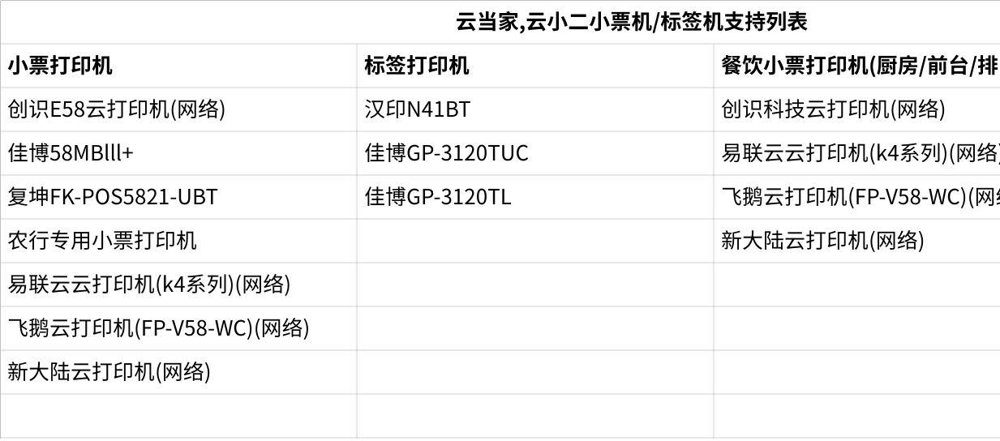 云当家,云小二小票机/标签机支持列表
小票打印机 标签打印机 餐饮小票打印机(厨房/前台/排
创识E58云打印机(网络) 汉印N41BT 创识科技云打印机(网络)
佳博58MBlll+ 佳博GP-3120TUC 易联云云打印机(k4系列)(网络)
复坤FK-POS5821-UBT 佳博GP-3120TL 飞鹅云打印机(FP-V58-WC)(网
农行专用小票打印机 新大陆云打印机(网络)
易联云云打印机(k4系列)(网络)
飞鹅云打印机(FP-V58-WC)(网络)
新大陆云打印机(网络)